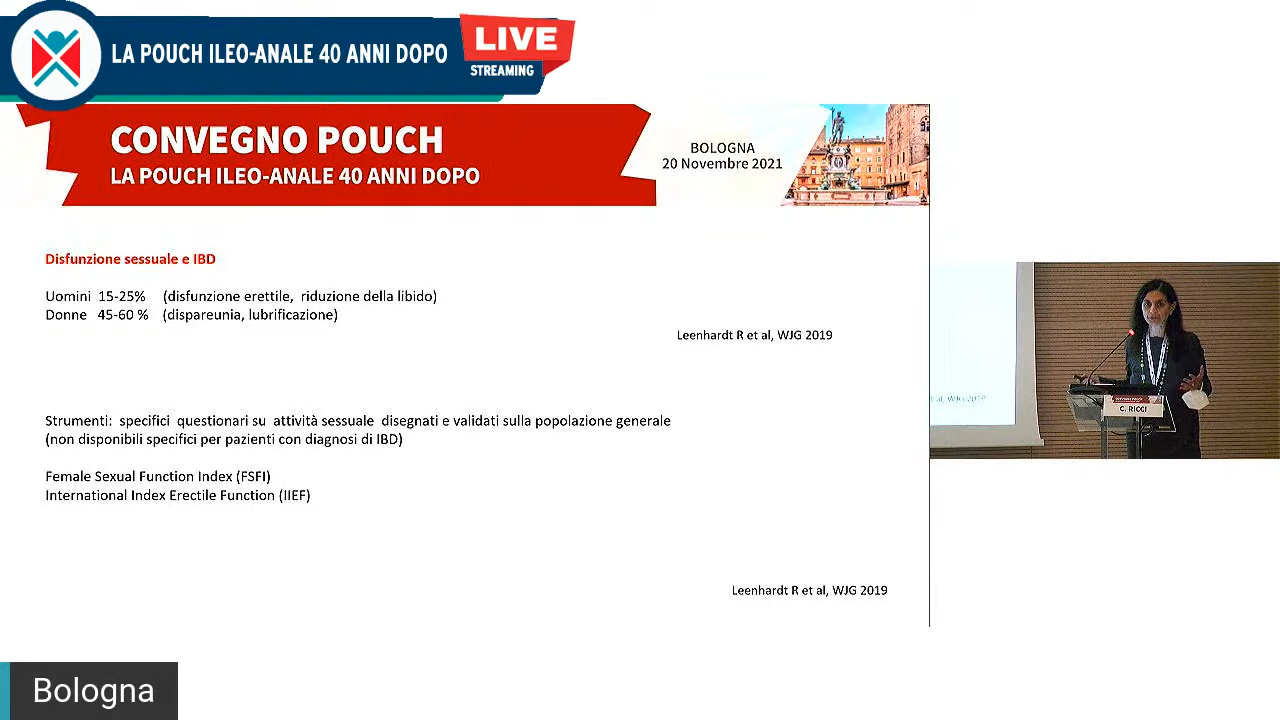 LA POUCH ILEO-ANALE 40 ANNI DOPO
LIVE
STREAMING
CONVEGNO POUCH
LA POUCH ILEO-ANALE 40 ANNI DOPO
BOLOGNA
20 Novembre 2021
Disfunzione sessuale e IBD
Uomini 15-25% (disfunzione erettile, riduzione della libido)
Donne 45-60 % (dispareunia, lubrificazione)
Leenhardt R et al, WJG 2019
Strumenti: specifici questionari su attività sessuale disegnati e validati sulla popolazione generale
(non disponibili specifici per pazienti con diagnosi di IBD)
Female Sexual Function Index (FSFI)
International Index Erectile Function (IIEF)
Leenhardt R et al, WJG 2019
C. RICCI
Bologna